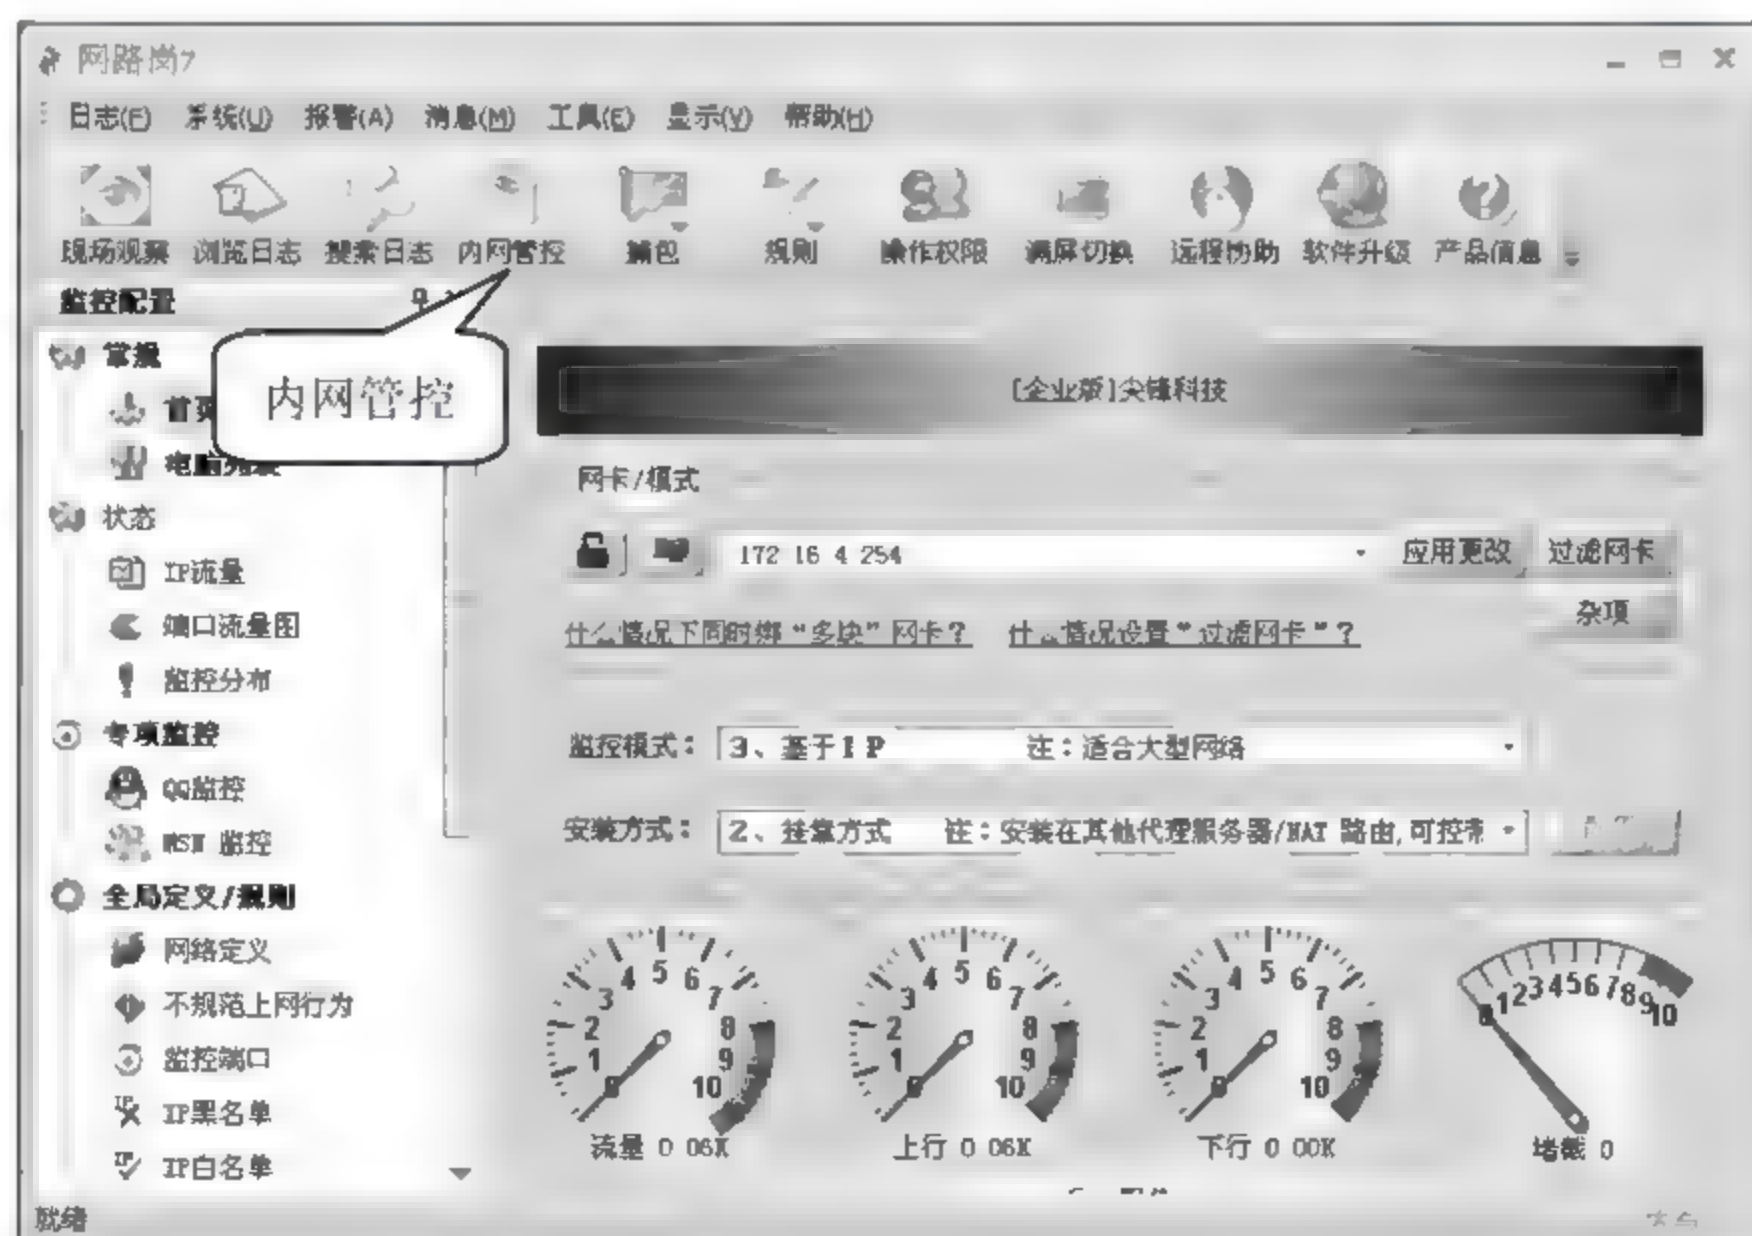 网路岗7
日志(F) 系统(U) 报警(A) 消息(M) 工具(E) 显示(V) 帮助(H)
现场观察 浏览日志 搜索日志 内网管控 捕包 规则 操作权限 满屏切换 远程协助 软件升级 产品信息
监控配置
内网管控
常规
首页
电脑列表
状态
IP流量
端口流量图
监控分布
专项监控
QQ监控
MSN 监控
全局定义/规则
网络定义
不规范上网行为
监控端口
IP黑名单
IP白名单
[企业版]尖锋科技
网卡/模式
172 16 4 254 应用更改 过滤网卡
杂项
什么情况下同时绑“多块”网卡? 什么情况设置“过滤网卡”?
监控模式: 3、基于IP 注:适合大型网络
安装方式: 2、挂靠方式 注:安装在其他代理服务器/NAT 路由,可控制
0 1 2 3 4 5 6 7 8 9 10
0 1 2 3 4 5 6 7 8 9 10
0 1 2 3 4 5 6 7 8 9 10
0 1 2 3 4 5 6 7 8 9 10
流量 0 06K 上行 0 06K 下行 0 00K 堵截 0
就绪